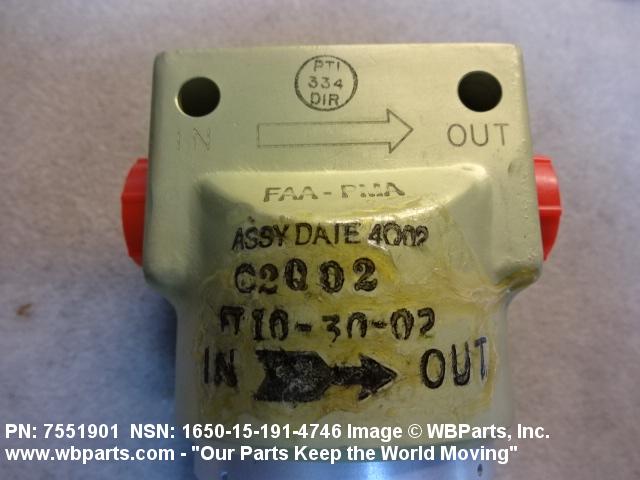 PTI
334
DIR
IN OUT
FAA-PMA
ASSY DATE 4Q02
C2Q02
10-30-02
IN OUT
PN: 7551901 NSN: 1650-15-191-4746 Image © WBParts, Inc.
www.wbparts.com - "Our Parts Keep the World Moving"